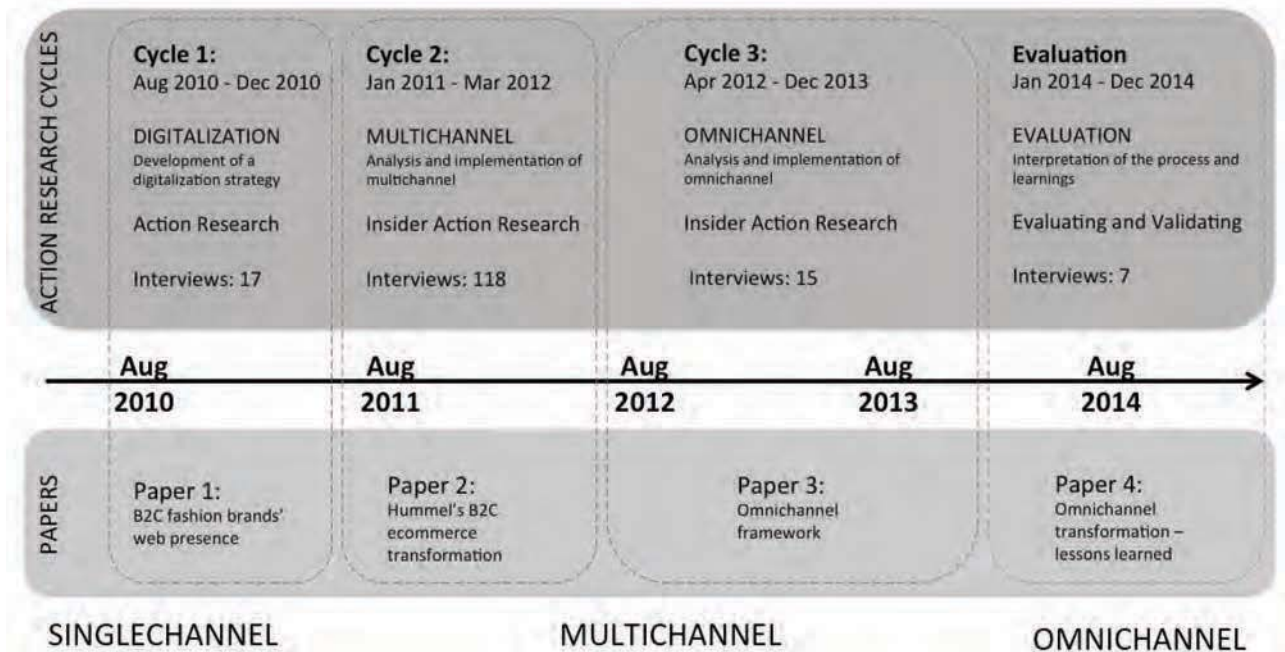 ACTION RESEARCH CYCLES
Cycle 1:
Aug 2010 - Dec 2010
DIGITALIZATION
Development of a
digitalization strategy
Action Research
Interviews: 17
Cycle 2:
Jan 2011 - Mar 2012
MULTICHANNEL
Analysis and implementation of
multichannel
Insider Action Research
Interviews: 118
Cycle 3:
Apr 2012 - Dec 2013
OMNICHANNEL
Analysis and implementation of
omnichannel
Insider Action Research
Interviews: 15
Evaluation
Jan 2014 - Dec 2014
EVALUATION
Interpretation of the process and
learnings
Evaluating and Validating
Interviews: 7
Aug
2010
Aug
2011
Aug
2012
Aug
2013
Aug
2014
PAPERS
Paper 1:
B2C fashion brands’
web presence
Paper 2:
Hummel’s B2C
ecommerce
transformation
Paper 3:
Omnichannel
framework
Paper 4:
Omnichannel
transformation –
lessons learned
SINGLECHANNEL
MULTICHANNEL
OMNICHANNEL